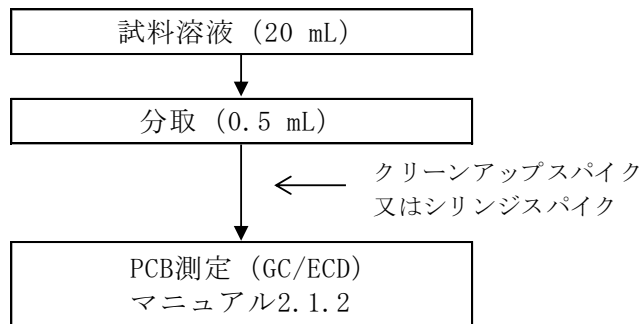 試料溶液 (20 mL)
分取 (0.5 mL)
クリーンアップスパイク
又はシリンジスパイク
PCB測定 (GC/ECD)
マニュアル2.1.2